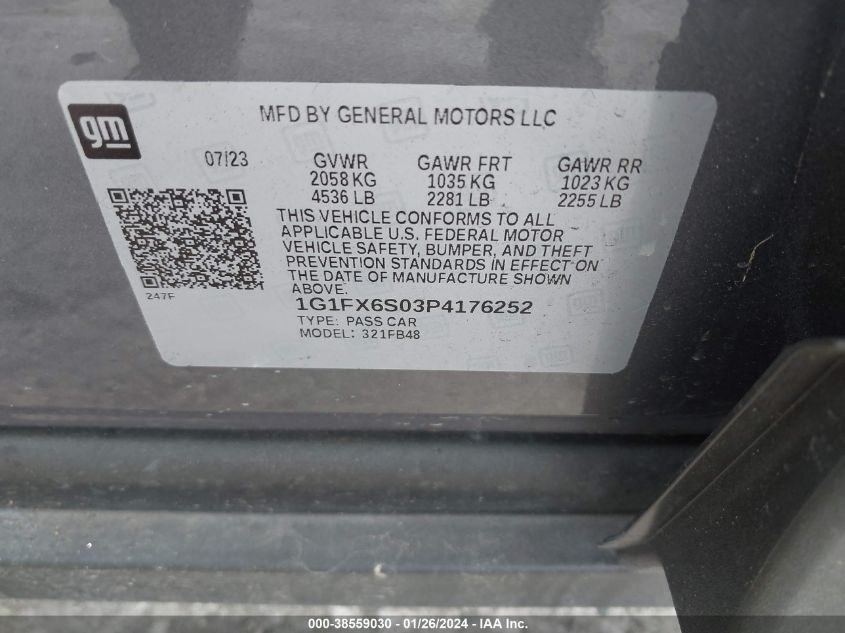 gm
MFD BY GENERAL MOTORS LLC
07/23 GVWR GAWR FRT GAWR RR
2058 KG 1035 KG 1023 KG
4536 LB 2281 LB 2255 LB
THIS VEHICLE CONFORMS TO ALL
APPLICABLE U.S. FEDERAL MOTOR
VEHICLE SAFETY, BUMPER, AND THEFT
PREVENTION STANDARDS IN EFFECT ON
THE DATE OF MANUFACTURE SHOWN
ABOVE.
247F
1G1FX6S03P4176252
TYPE: PASS CAR
MODEL: 321FB48
000-38559030 - 01/26/2024 - IAA Inc.